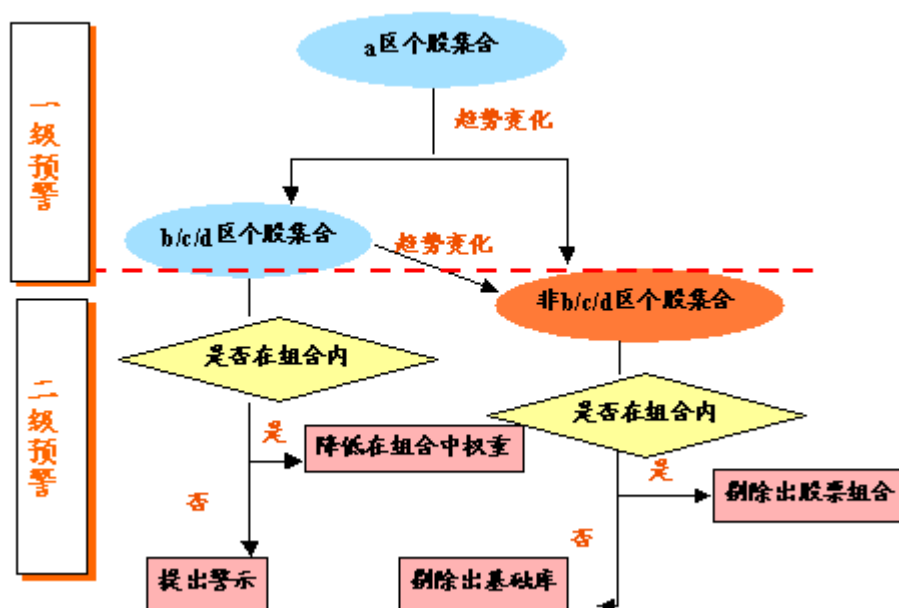 a区个股集合
趋势变化
一级预警
b/c/d区个股集合
趋势变化
非b/c/d区个股集合
二级预警
是否在组合内
是否在组合内
是
降低在组合中权重
是
剔除出股票组合
否
否
提出警示
剔除出基础库